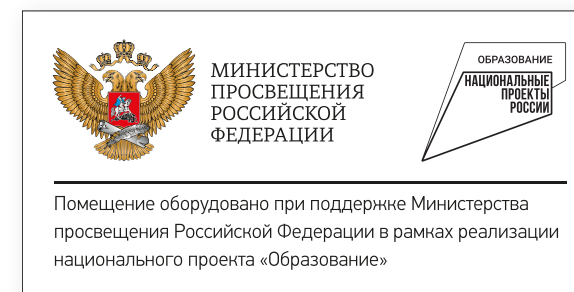 МИНИСТЕРСТВО
ПРОСВЕЩЕНИЯ
РОССИЙСКОЙ
ФЕДЕРАЦИИ
ОБРАЗОВАНИЕ
НАЦИОНАЛЬНЫЕ
ПРОЕКТЫ
РОССИИ
Помещение оборудовано при поддержке Министерства
просвещения Российской Федерации в рамках реализации
национального проекта «Образование»